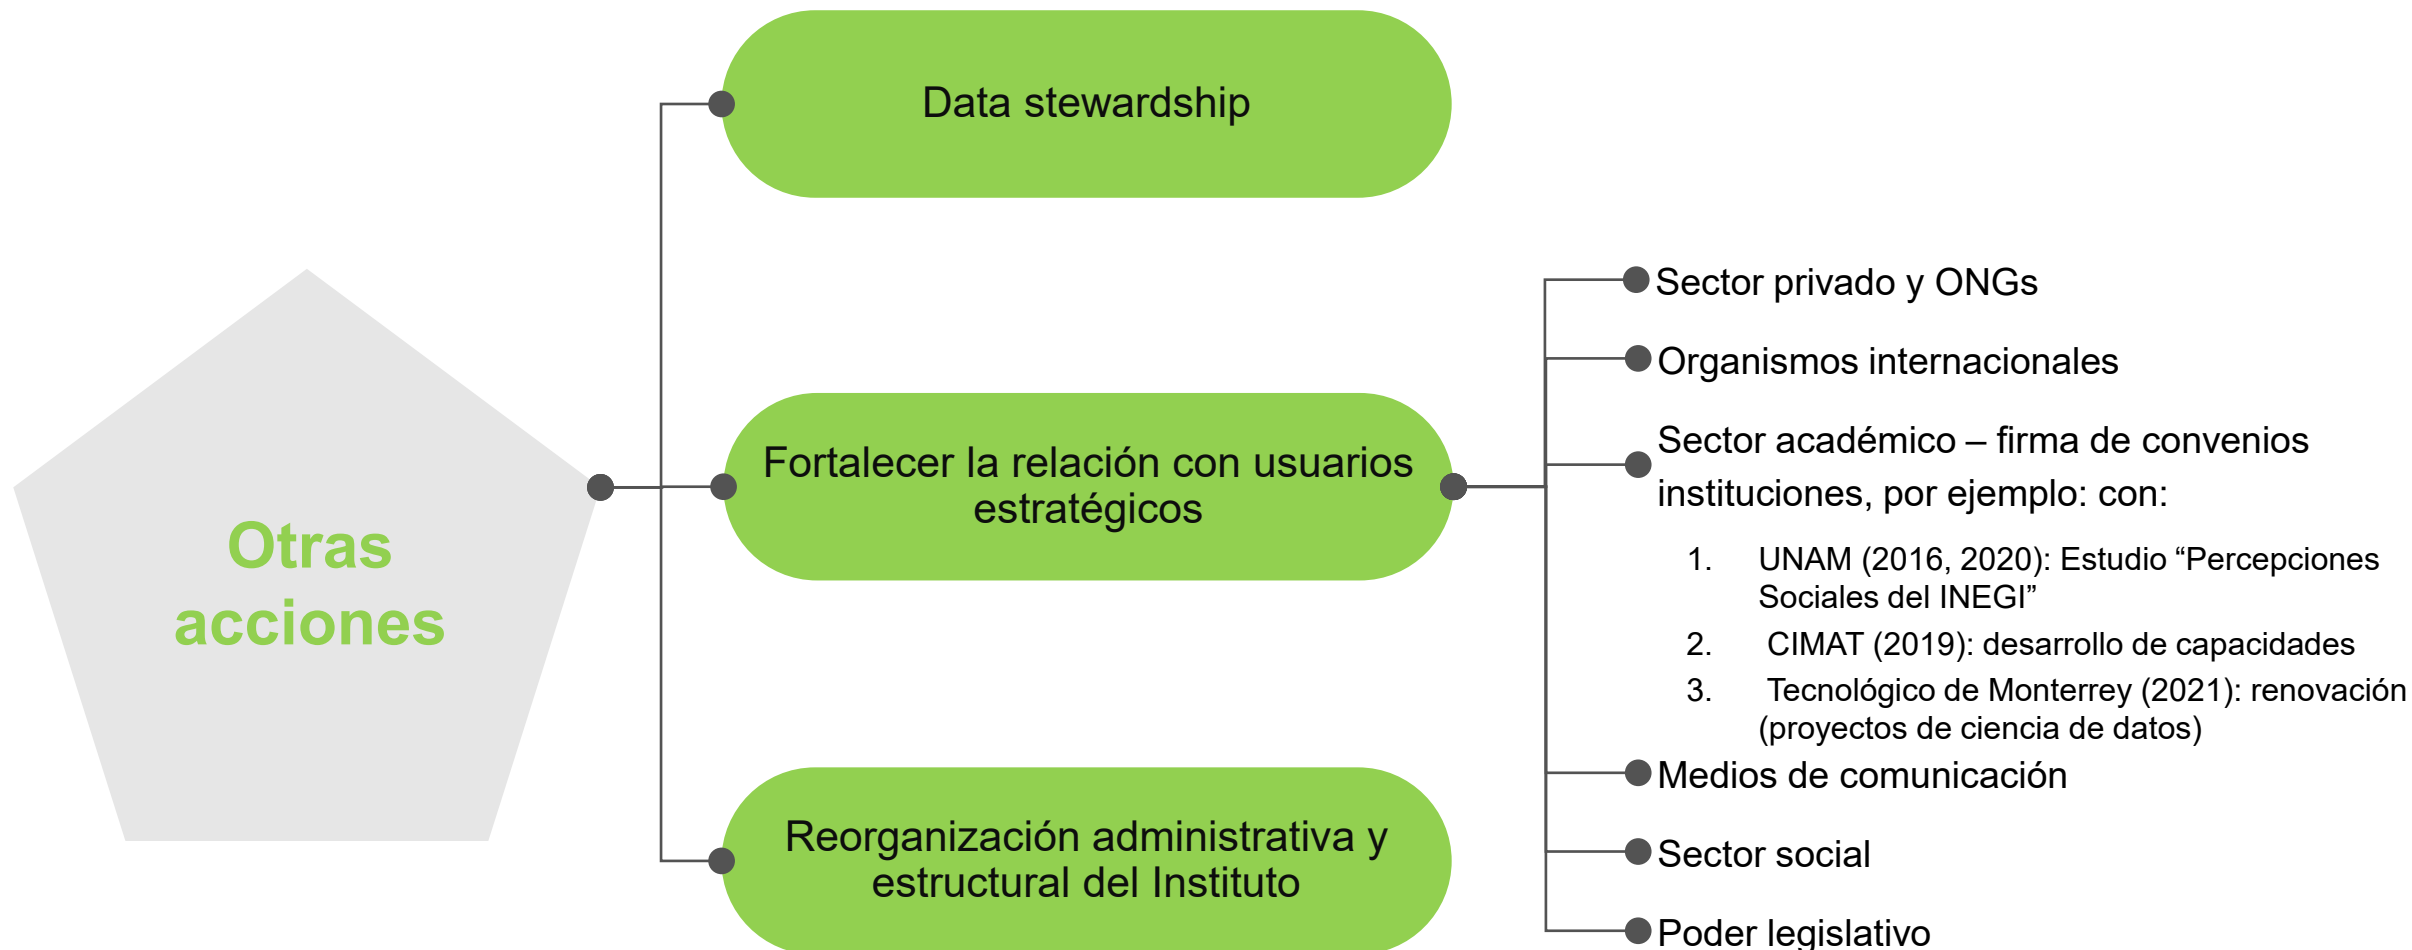 Otras
acciones
Data stewardship
Fortalecer la relación con usuarios
estratégicos
Reorganización administrativa y
estructural del Instituto
Sector privado y ONGs
Organismos internacionales
Sector académico – firma de convenios
instituciones, por ejemplo: con:
1. UNAM (2016, 2020): Estudio “Percepciones
Sociales del INEGI”
2. CIMAT (2019): desarrollo de capacidades
3. Tecnológico de Monterrey (2021): renovación
(proyectos de ciencia de datos)
Medios de comunicación
Sector social
Poder legislativo